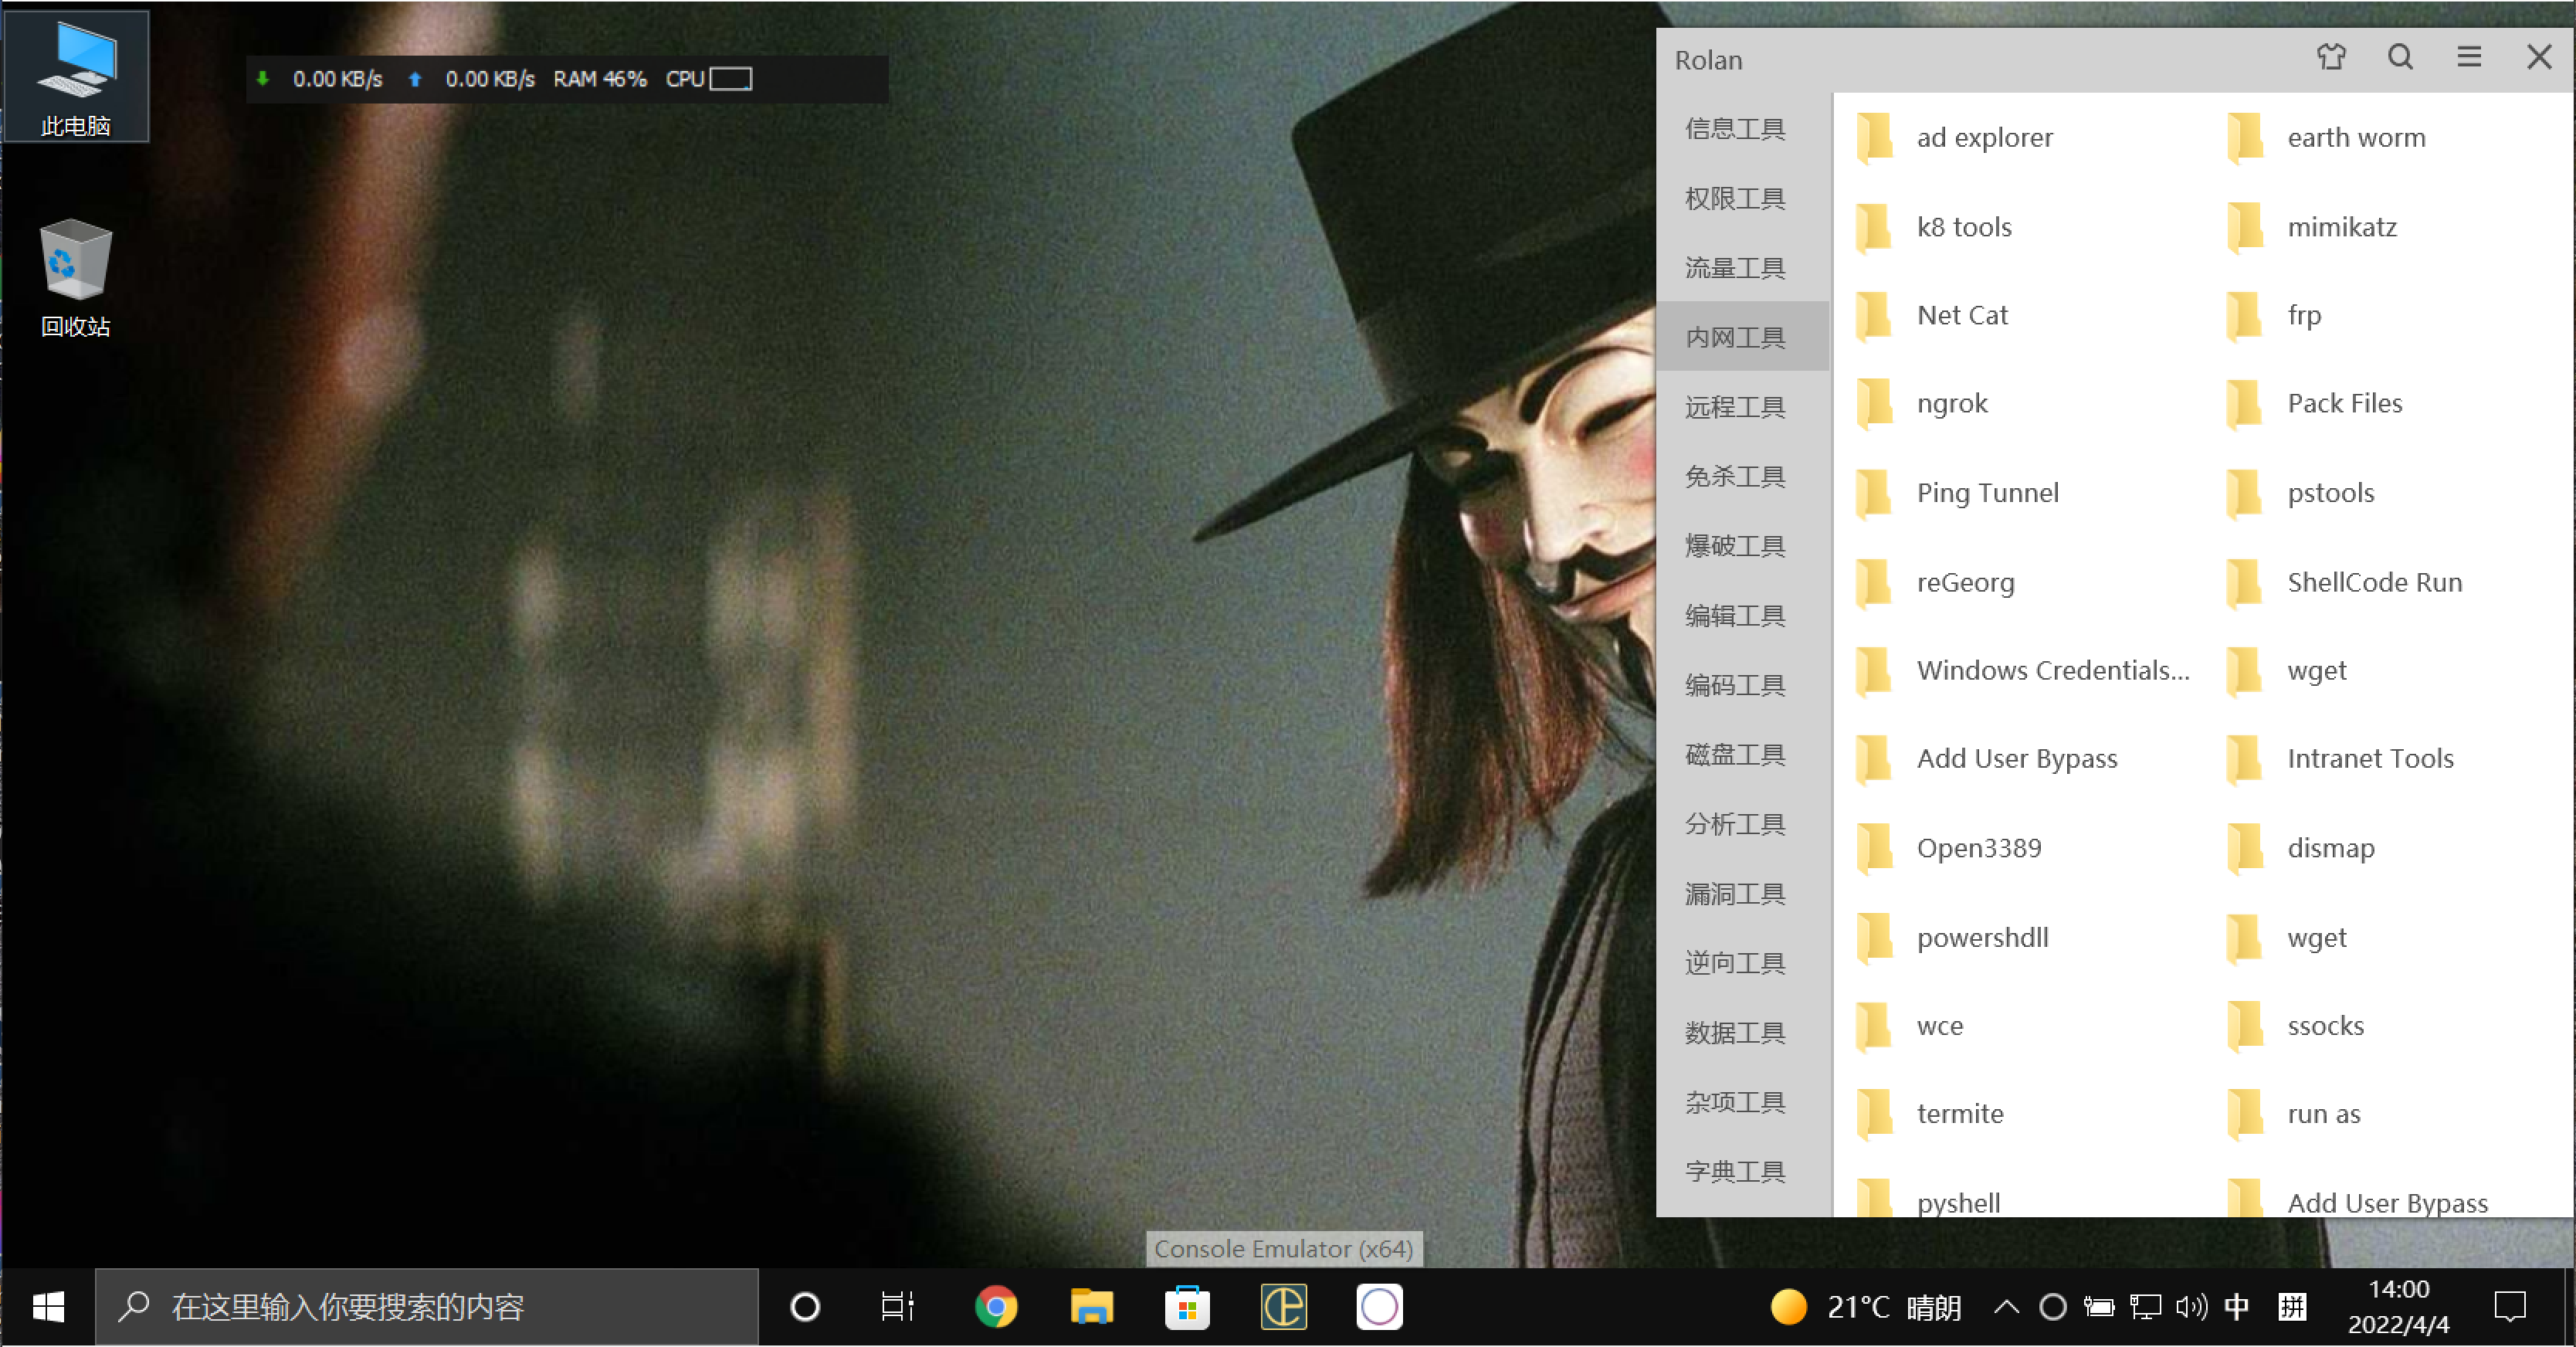 此电脑
回收站
0.00 KB/s 0.00 KB/s RAM 46% CPU
Rolan
信息工具
权限工具
流量工具
内网工具
远程工具
免杀工具
爆破工具
编辑工具
编码工具
磁盘工具
分析工具
漏洞工具
逆向工具
数据工具
杂项工具
字典工具
ad explorer earth worm
k8 tools mimikatz
Net Cat frp
ngrok Pack Files
Ping Tunnel pstools
reGeorg ShellCode Run
Windows Credentials... wget
Add User Bypass Intranet Tools
Open3389 dismap
powershdll wget
wce ssocks
termite run as
pyshell Add User Bypass
Console Emulator (x64)
在这里输入你要搜索的内容
21°C 晴朗
中
拼
14:00
2022/4/4